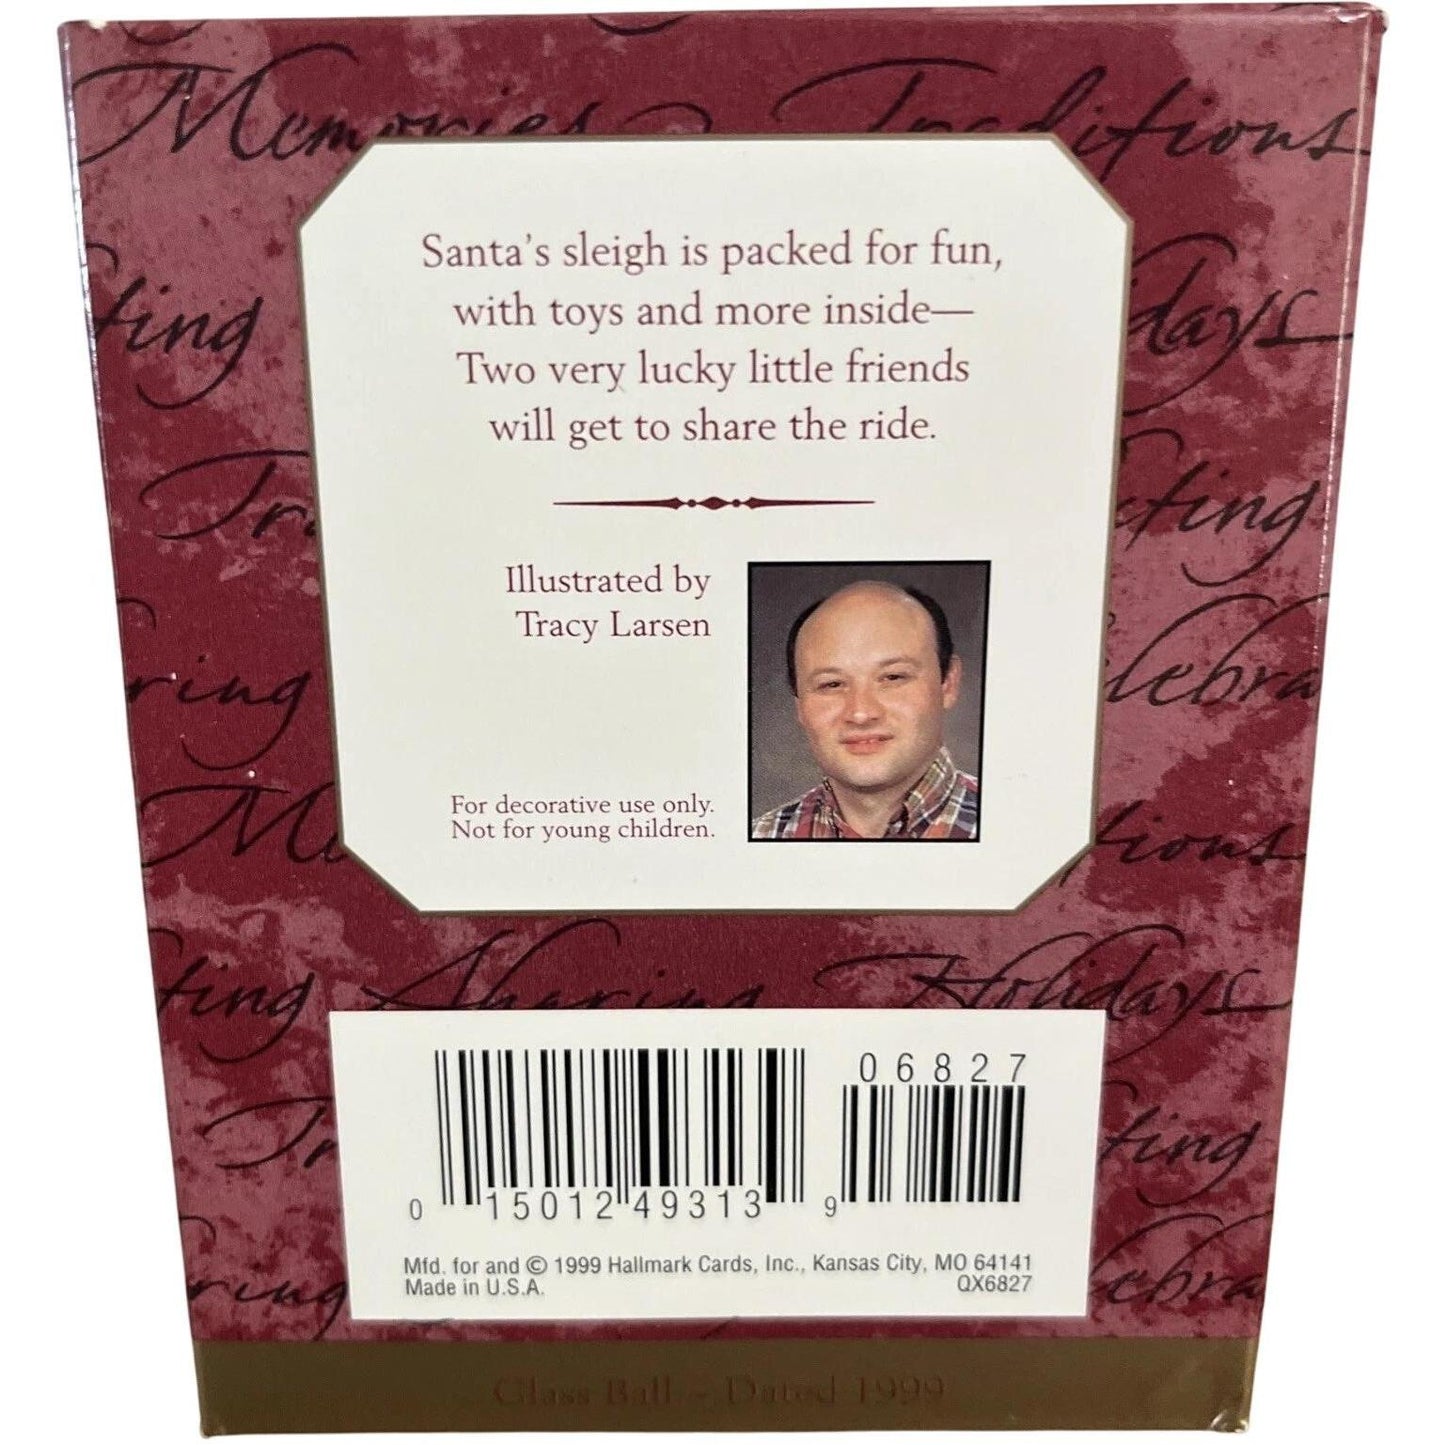 Memories Traditions
Santa's sleigh is packed for fun,
with toys and more inside—
Two very lucky little friends
will get to share the ride.
Illustrated by
Tracy Larsen
For decorative use only.
Not for young children.
Sharing Holidays
06827
0 15012 49313 9
Mfd. for and © 1999 Hallmark Cards, Inc., Kansas City, MO 64141
Made in U.S.A. QX6827
Glass Ball ~ Dated 1999